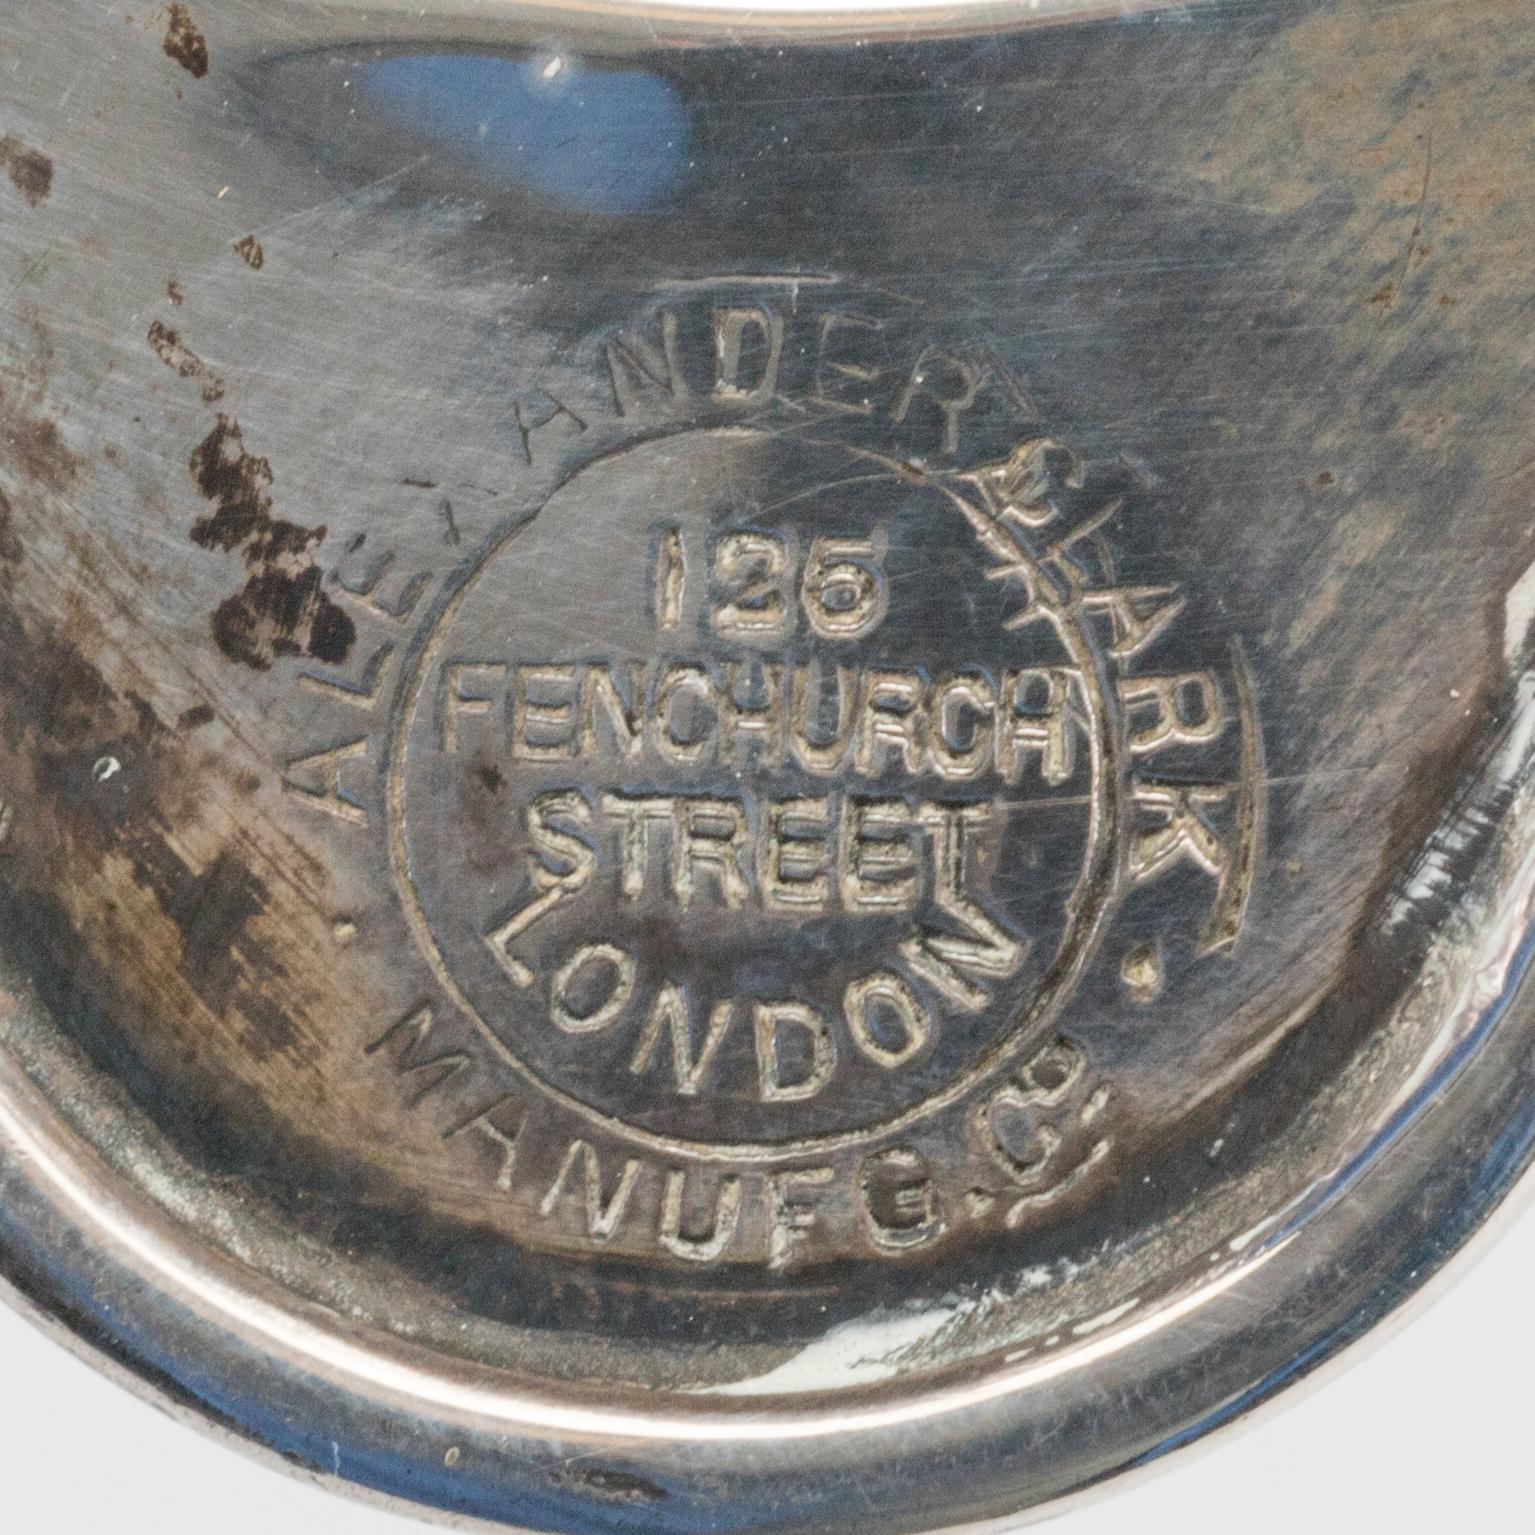 ALEXANDER CLARK
MANUFG. CO.
125
FENCHURCH
STREET
LONDON